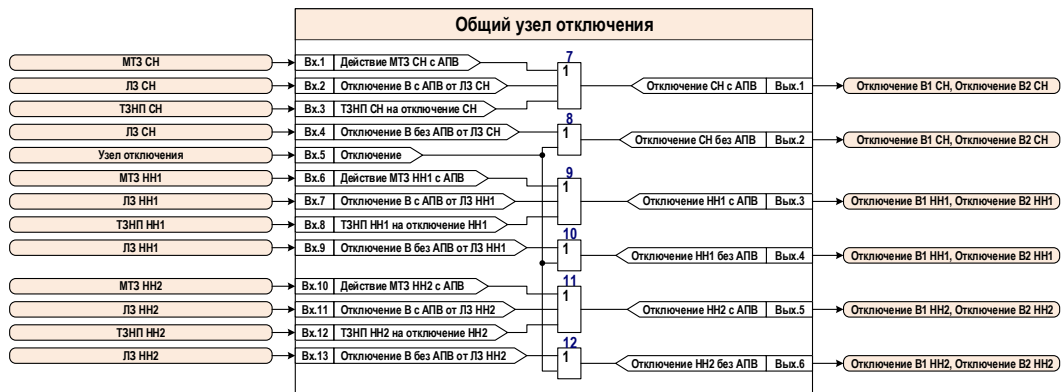 Общий узел отключения
МТЗ СН Вх.1 Действие МТЗ СН с АПВ 7
1
ЛЗ СН Вх.2 Отключение В с АПВ от ЛЗ СН Отключение СН с АПВ Вых.1 Отключение В1 СН, Отключение В2 СН
ТЗНП СН Вх.3 ТЗНП СН на отключение СН
8
ЛЗ СН Вх.4 Отключение В без АПВ от ЛЗ СН 1 Отключение СН без АПВ Вых.2 Отключение В1 СН, Отключение В2 СН
Узел отключения Вх.5 Отключение
9
МТЗ НН1 Вх.6 Действие МТЗ НН1 с АПВ 1
ЛЗ НН1 Вх.7 Отключение В с АПВ от ЛЗ НН1 Отключение НН1 с АПВ Вых.3 Отключение В1 НН1, Отключение В2 НН1
ТЗНП НН1 Вх.8 ТЗНП НН1 на отключение НН1
10
ЛЗ НН1 Вх.9 Отключение В без АПВ от ЛЗ НН1 1 Отключение НН1 без АПВ Вых.4 Отключение В1 НН1, Отключение В2 НН1
11
МТЗ НН2 Вх.10 Действие МТЗ НН2 с АПВ 1
ЛЗ НН2 Вх.11 Отключение В с АПВ от ЛЗ НН2 Отключение НН2 с АПВ Вых.5 Отключение В1 НН2, Отключение В2 НН2
ТЗНП НН2 Вх.12 ТЗНП НН2 на отключение НН2
12
ЛЗ НН2 Вх.13 Отключение В без АПВ от ЛЗ НН2 1 Отключение НН2 без АПВ Вых.6 Отключение В1 НН2, Отключение В2 НН2